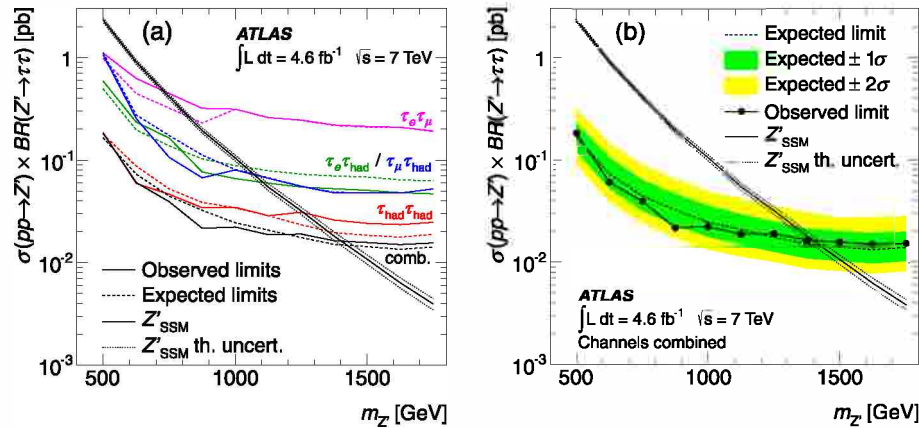 σ(pp→Z') × BR(Z'→ττ) [pb]
(a)
ATLAS
∫L dt = 4.6 fb⁻¹ √s = 7 TeV
1
10⁻¹
10⁻²
10⁻³
τₑτμ
τₑτhad / τμτhad
τhadτhad
comb.
Observed limits
Expected limits
Z'SSM
Z'SSM th. uncert.
500 1000 1500
mZ' [GeV]
σ(pp→Z') × BR(Z'→ττ) [pb]
(b)
Expected limit
Expected ± 1σ
Expected ± 2σ
Observed limit
Z'SSM
Z'SSM th. uncert.
1
10⁻¹
10⁻²
10⁻³
ATLAS
∫L dt = 4.6 fb⁻¹ √s = 7 TeV
Channels combined
500 1000 1500
mZ' [GeV]